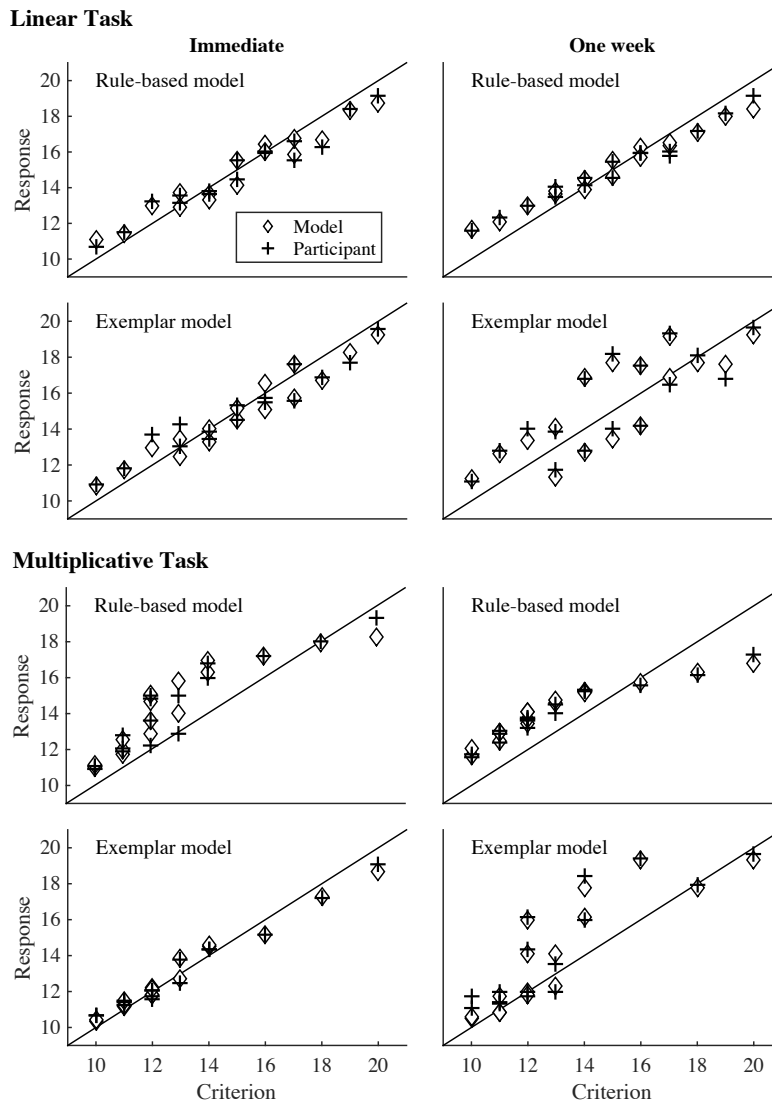 Linear Task
Immediate One week
Rule-based model Rule-based model
20
18
16
14
12
10
Response
Model
Participant
Exemplar model Exemplar model
20
18
16
14
12
10
Response
Multiplicative Task
Rule-based model Rule-based model
20
18
16
14
12
10
Response
Exemplar model Exemplar model
20
18
16
14
12
10
Response
10 12 14 16 18 20 10 12 14 16 18 20
Criterion Criterion